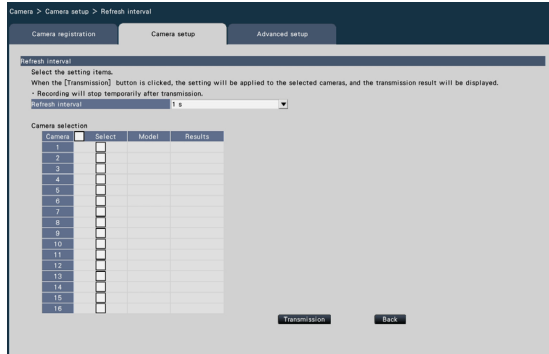 Camera > Camera setup > Refresh interval
Camera registration
Camera setup
Advanced setup
Refresh interval
Select the setting items.
When the [Transmission] button is clicked, the setting will be applied to the selected cameras, and the transmission result will be displayed.
・Recording will stop temporarily after transmission.
Refresh interval 1 s
Camera selection
Camera Select Model Results
1
2
3
4
5
6
7
8
9
10
11
12
13
14
15
16
Transmission Back